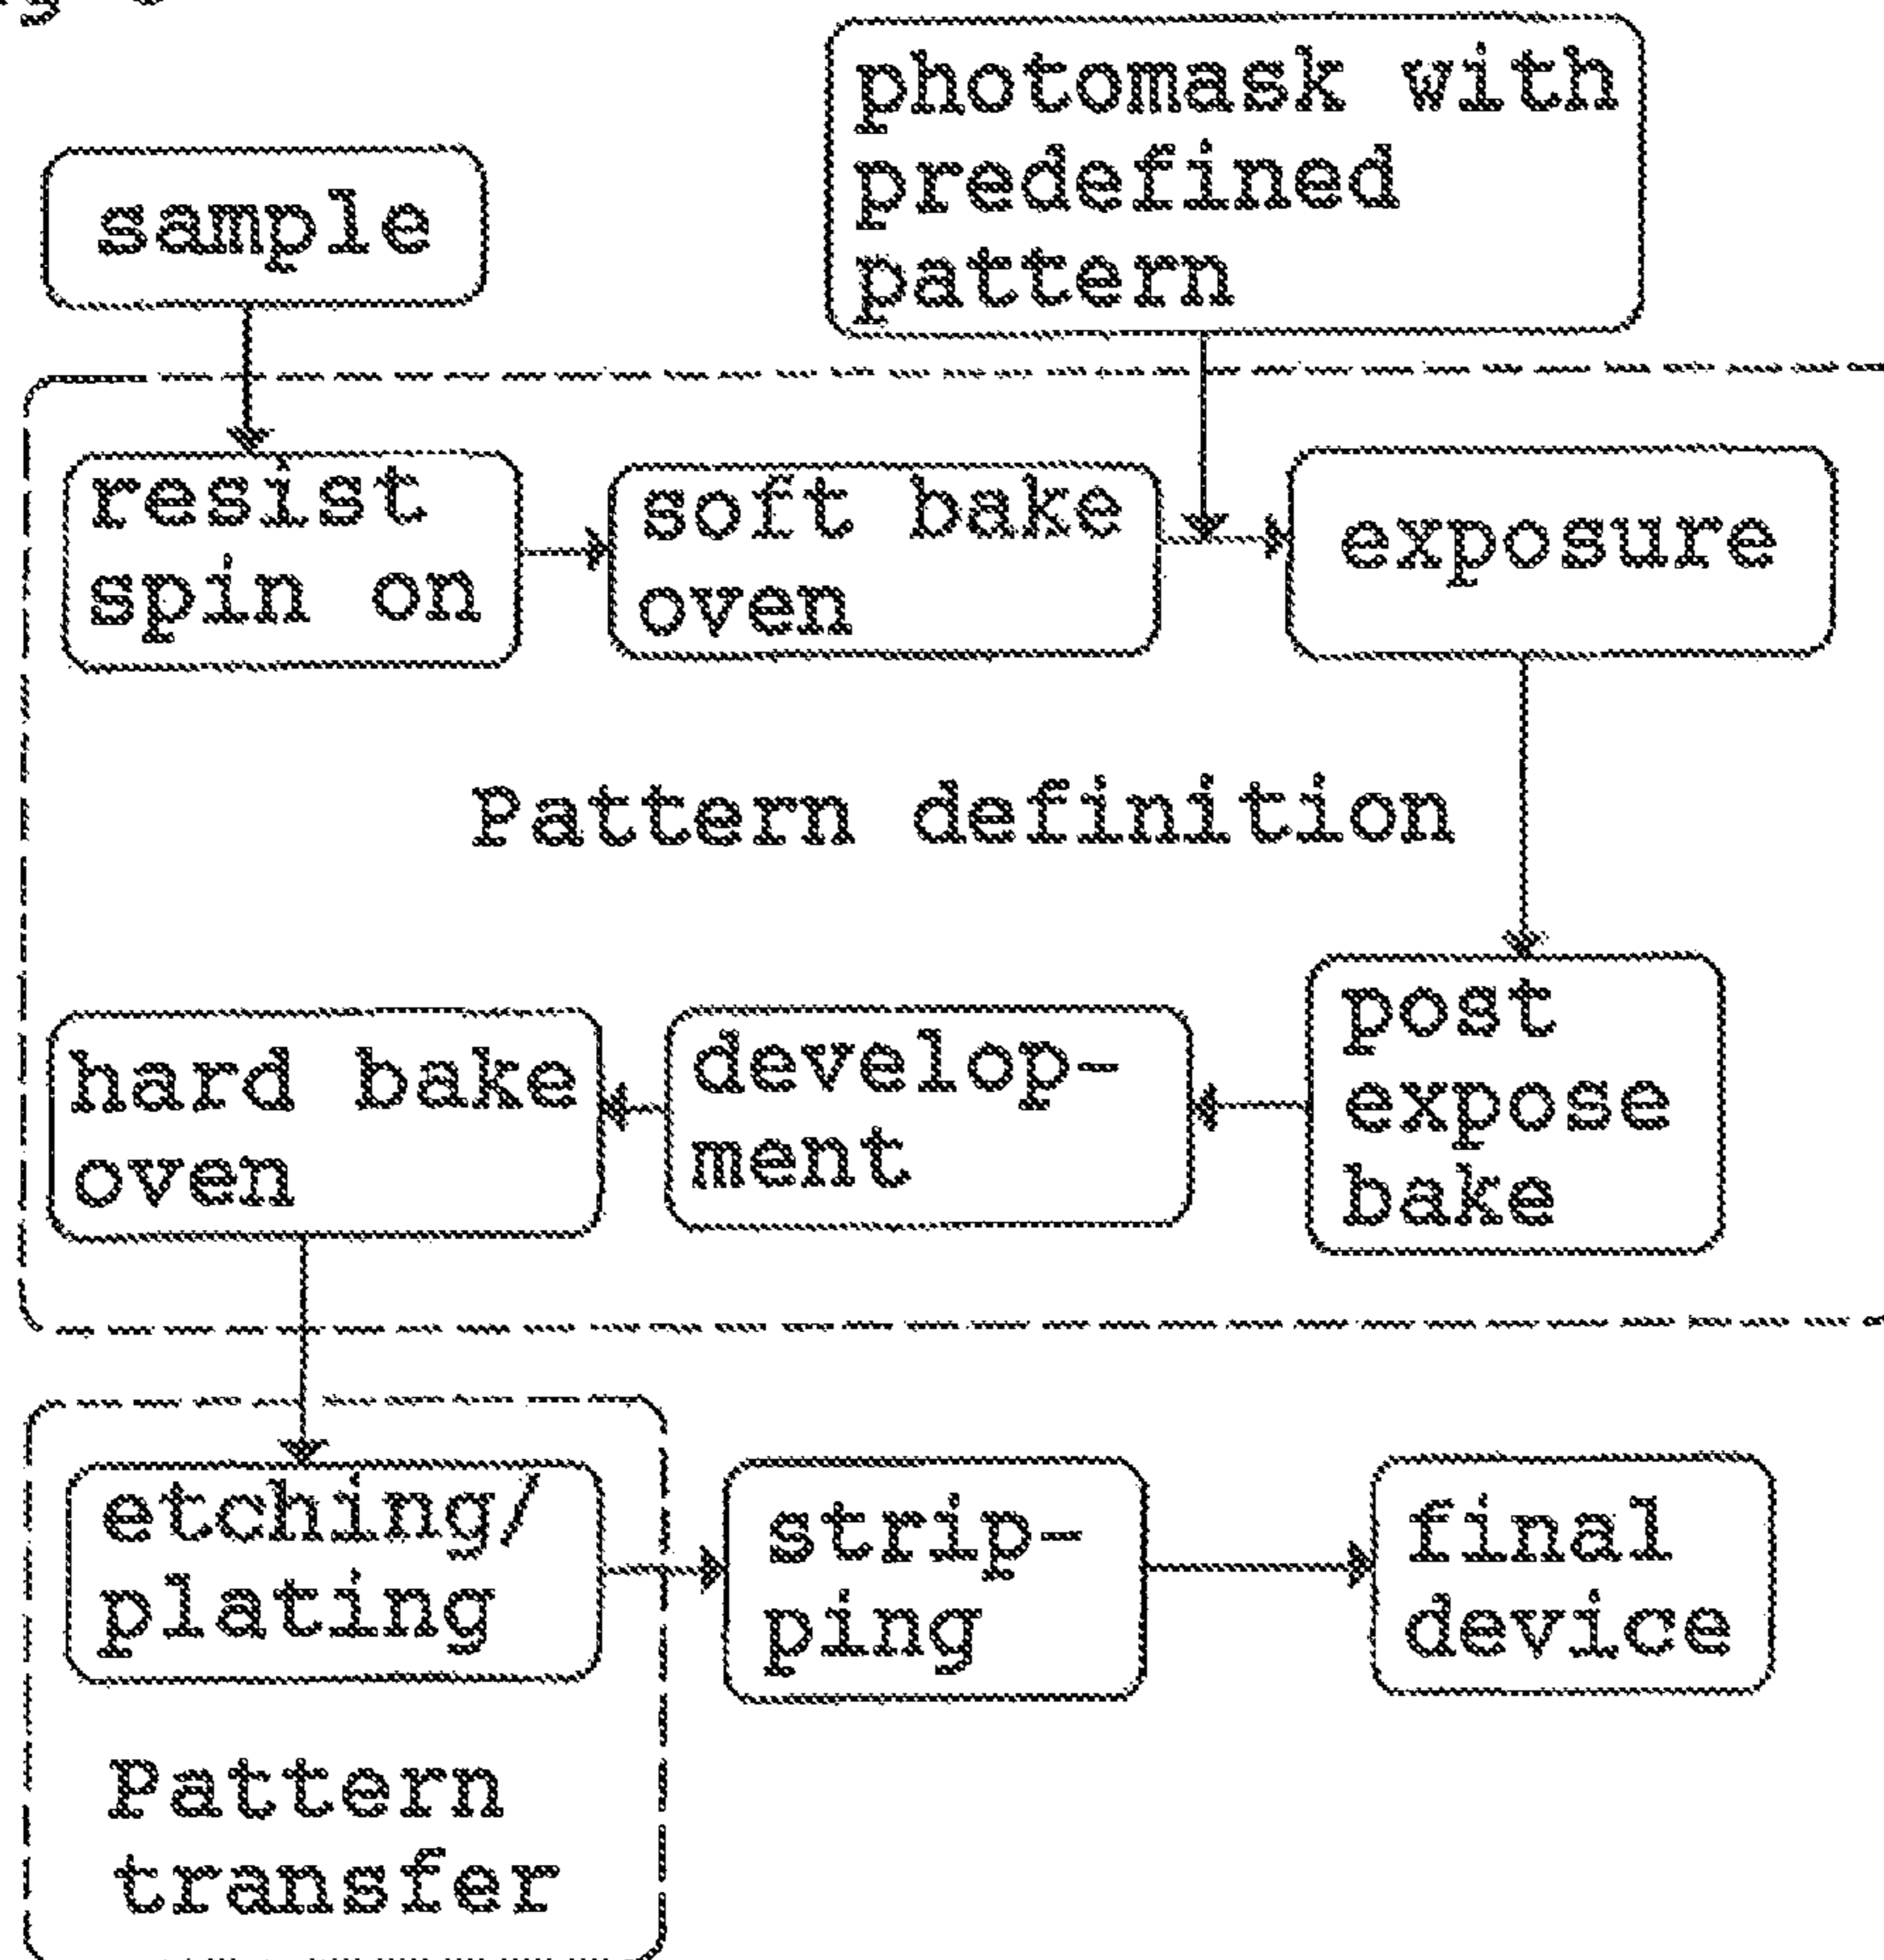 photomask with
predefined
pattern
sample
resist
spin on
soft bake
oven
exposure
Pattern definition
post
expose
bake
develop-
ment
hard bake
oven
etching/
plating
strip-
ping
final
device
Pattern
transfer